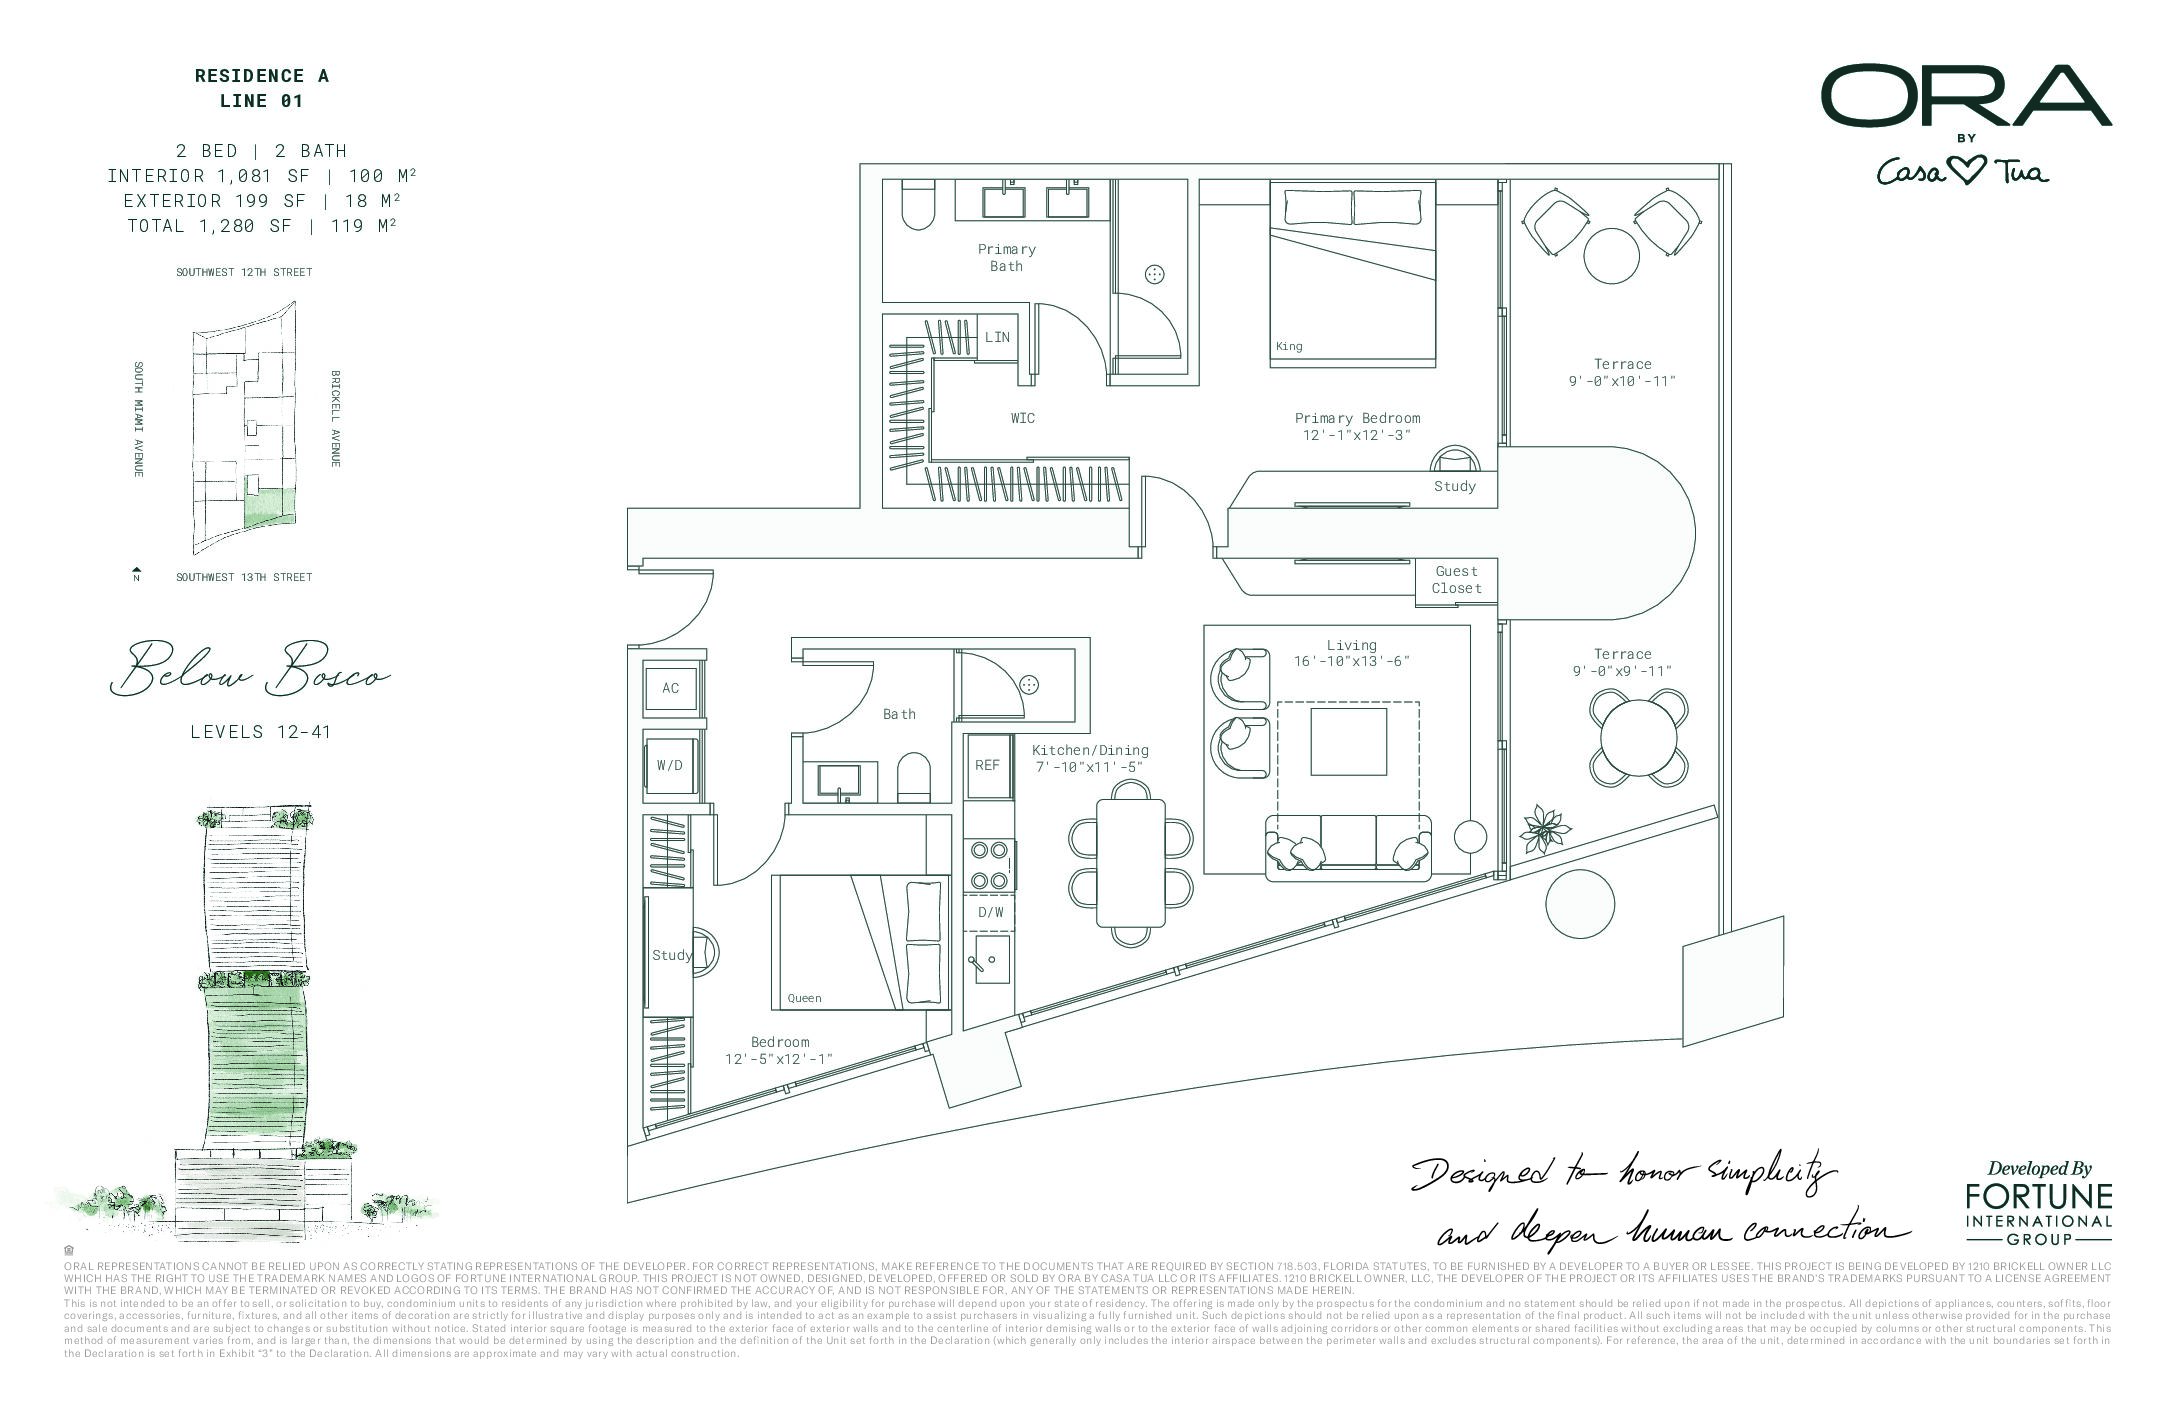 RESIDENCE A
LINE 01
2 BED | 2 BATH
INTERIOR 1,081 SF | 100 M²
EXTERIOR 199 SF | 18 M²
TOTAL 1,280 SF | 119 M²
SOUTHWEST 12TH STREET
SOUTH MIAMI AVENUE
BRICKELL AVENUE
N
SOUTHWEST 13TH STREET
Below Bosco
LEVELS 12-41
ORA
BY
Casa Tua
Primary
Bath
LIN
WIC
King
Primary Bedroom
12'-1"x12'-3"
Study
Terrace
9'-0"x10'-11"
Guest
Closet
Living
16'-10"x13'-6"
Terrace
9'-0"x9'-11"
AC
W/D
Bath
REF
Kitchen/Dining
7'-10"x11'-5"
D/W
Study
Queen
Bedroom
12'-5"x12'-1"
Designed to honor simplicity
and deepen human connection
Developed By
FORTUNE
INTERNATIONAL
GROUP
ORAL REPRESENTATIONS CANNOT BE RELIED UPON AS CORRECTLY STATING REPRESENTATIONS OF THE DEVELOPER. FOR CORRECT REPRESENTATIONS, MAKE REFERENCE TO THE DOCUMENTS THAT ARE REQUIRED BY SECTION 718.503, FLORIDA STATUTES, TO BE FURNISHED BY A DEVELOPER TO A BUYER OR LESSEE. THIS PROJECT IS BEING DEVELOPED BY 1210 BRICKELL OWNER LLC
WHICH HAS THE RIGHT TO USE THE TRADEMARK NAMES AND LOGOS OF FORTUNE INTERNATIONAL GROUP. THIS PROJECT IS NOT OWNED, DESIGNED, DEVELOPED, OFFERED OR SOLD BY ORA BY CASA TUA LLC OR ITS AFFILIATES. 1210 BRICKELL OWNER, LLC, THE DEVELOPER OF THE PROJECT OR ITS AFFILIATES USES THE BRAND'S TRADEMARKS PURSUANT TO A LICENSE AGREEMENT
WITH THE BRAND, WHICH MAY BE TERMINATED OR REVOKED ACCORDING TO ITS TERMS. THE BRAND HAS NOT CONFIRMED THE ACCURACY OF, AND IS NOT RESPONSIBLE FOR, ANY OF THE STATEMENTS OR REPRESENTATIONS MADE HEREIN.
This is not intended to be an offer to sell, or solicitation to buy, condominium units to residents of any jurisdiction where prohibited by law, and your eligibility for purchase will depend upon your state of residency. The offering is made only by the prospectus for the condominium and no statement should be relied upon if not made in the prospectus. All depictions of appliances, counters, soffits, floor
coverings, accessories, furniture, fixtures, and all other items of decoration are strictly for illustrative and display purposes only and is intended to act as an example to assist purchasers in visualizing a fully furnished unit. Such depictions should not be relied upon as a representation of the final product. All such items will not be included with the unit unless otherwise provided for in the purchase
and sale documents and are subject to changes or substitution without notice. Stated interior square footage is measured to the exterior face of exterior walls and to the centerline of interior demising walls or to the exterior face of walls adjoining corridors or other common elements or shared facilities without excluding areas that may be occupied by columns or other structural components. This
method of measurement varies from, and is larger than, the dimensions that would be determined by using the description and the definition of the Unit set forth in the Declaration (which generally only includes the interior airspace between the perimeter walls and excludes structural components). For reference, the area of the unit, determined in accordance with the unit boundaries set forth in
the Declaration is set forth in Exhibit "3" to the Declaration. All dimensions are approximate and may vary with actual construction.